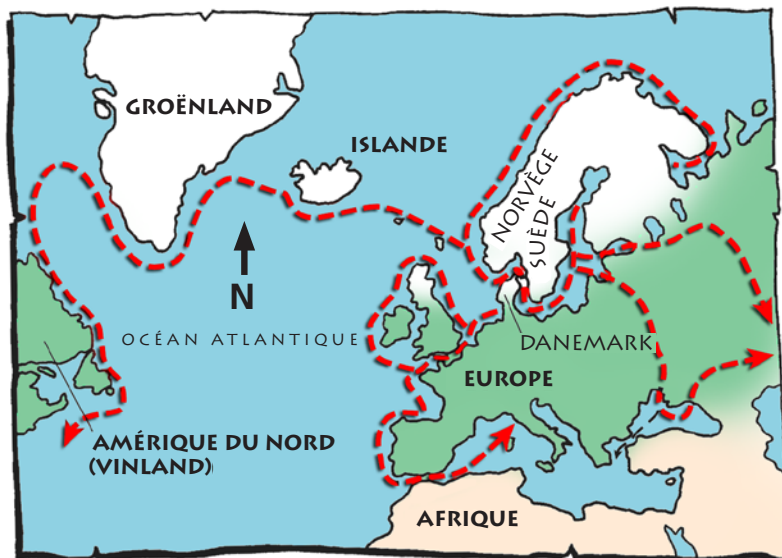 GROËNLAND
ISLANDE
NORVÈGE
SUÈDE
N
OCÉAN ATLANTIQUE
DANEMARK
EUROPE
AMÉRIQUE DU NORD
(VINLAND)
AFRIQUE